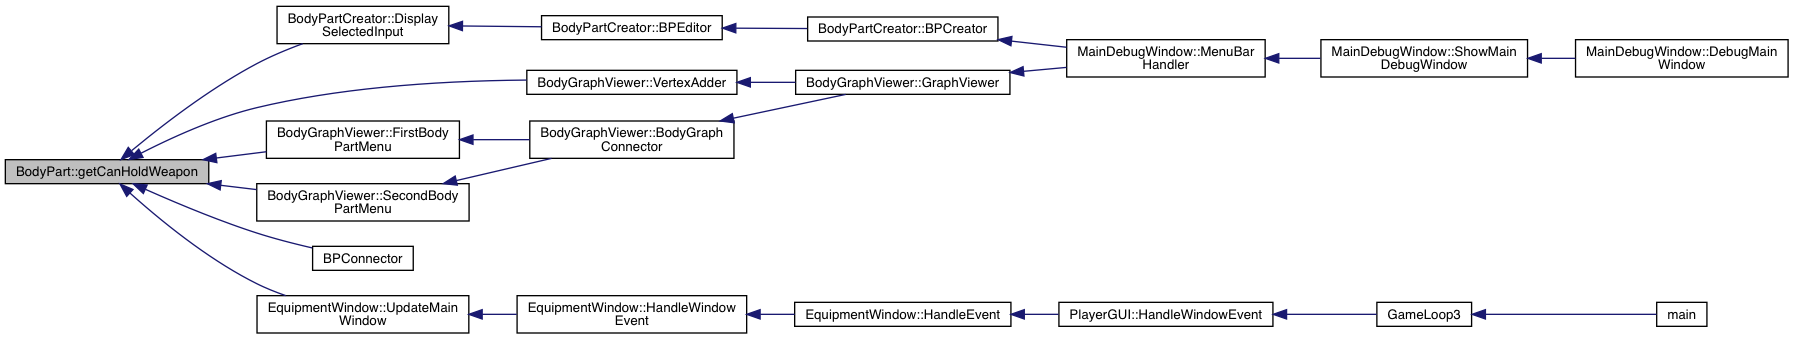 BodyPartCreator::Display
SelectedInput
BodyPartCreator::BPEditor
BodyPartCreator::BPCreator
MainDebugWindow::MenuBar
Handler
MainDebugWindow::ShowMain
DebugWindow
MainDebugWindow::DebugMain
Window
BodyGraphViewer::VertexAdder
BodyGraphViewer::GraphViewer
BodyGraphViewer::FirstBody
PartMenu
BodyGraphViewer::BodyGraph
Connector
BodyPart::getCanHoldWeapon
BodyGraphViewer::SecondBody
PartMenu
BPConnector
EquipmentWindow::UpdateMain
Window
EquipmentWindow::HandleWindow
Event
EquipmentWindow::HandleEvent
PlayerGUI::HandleWindowEvent
GameLoop3
main